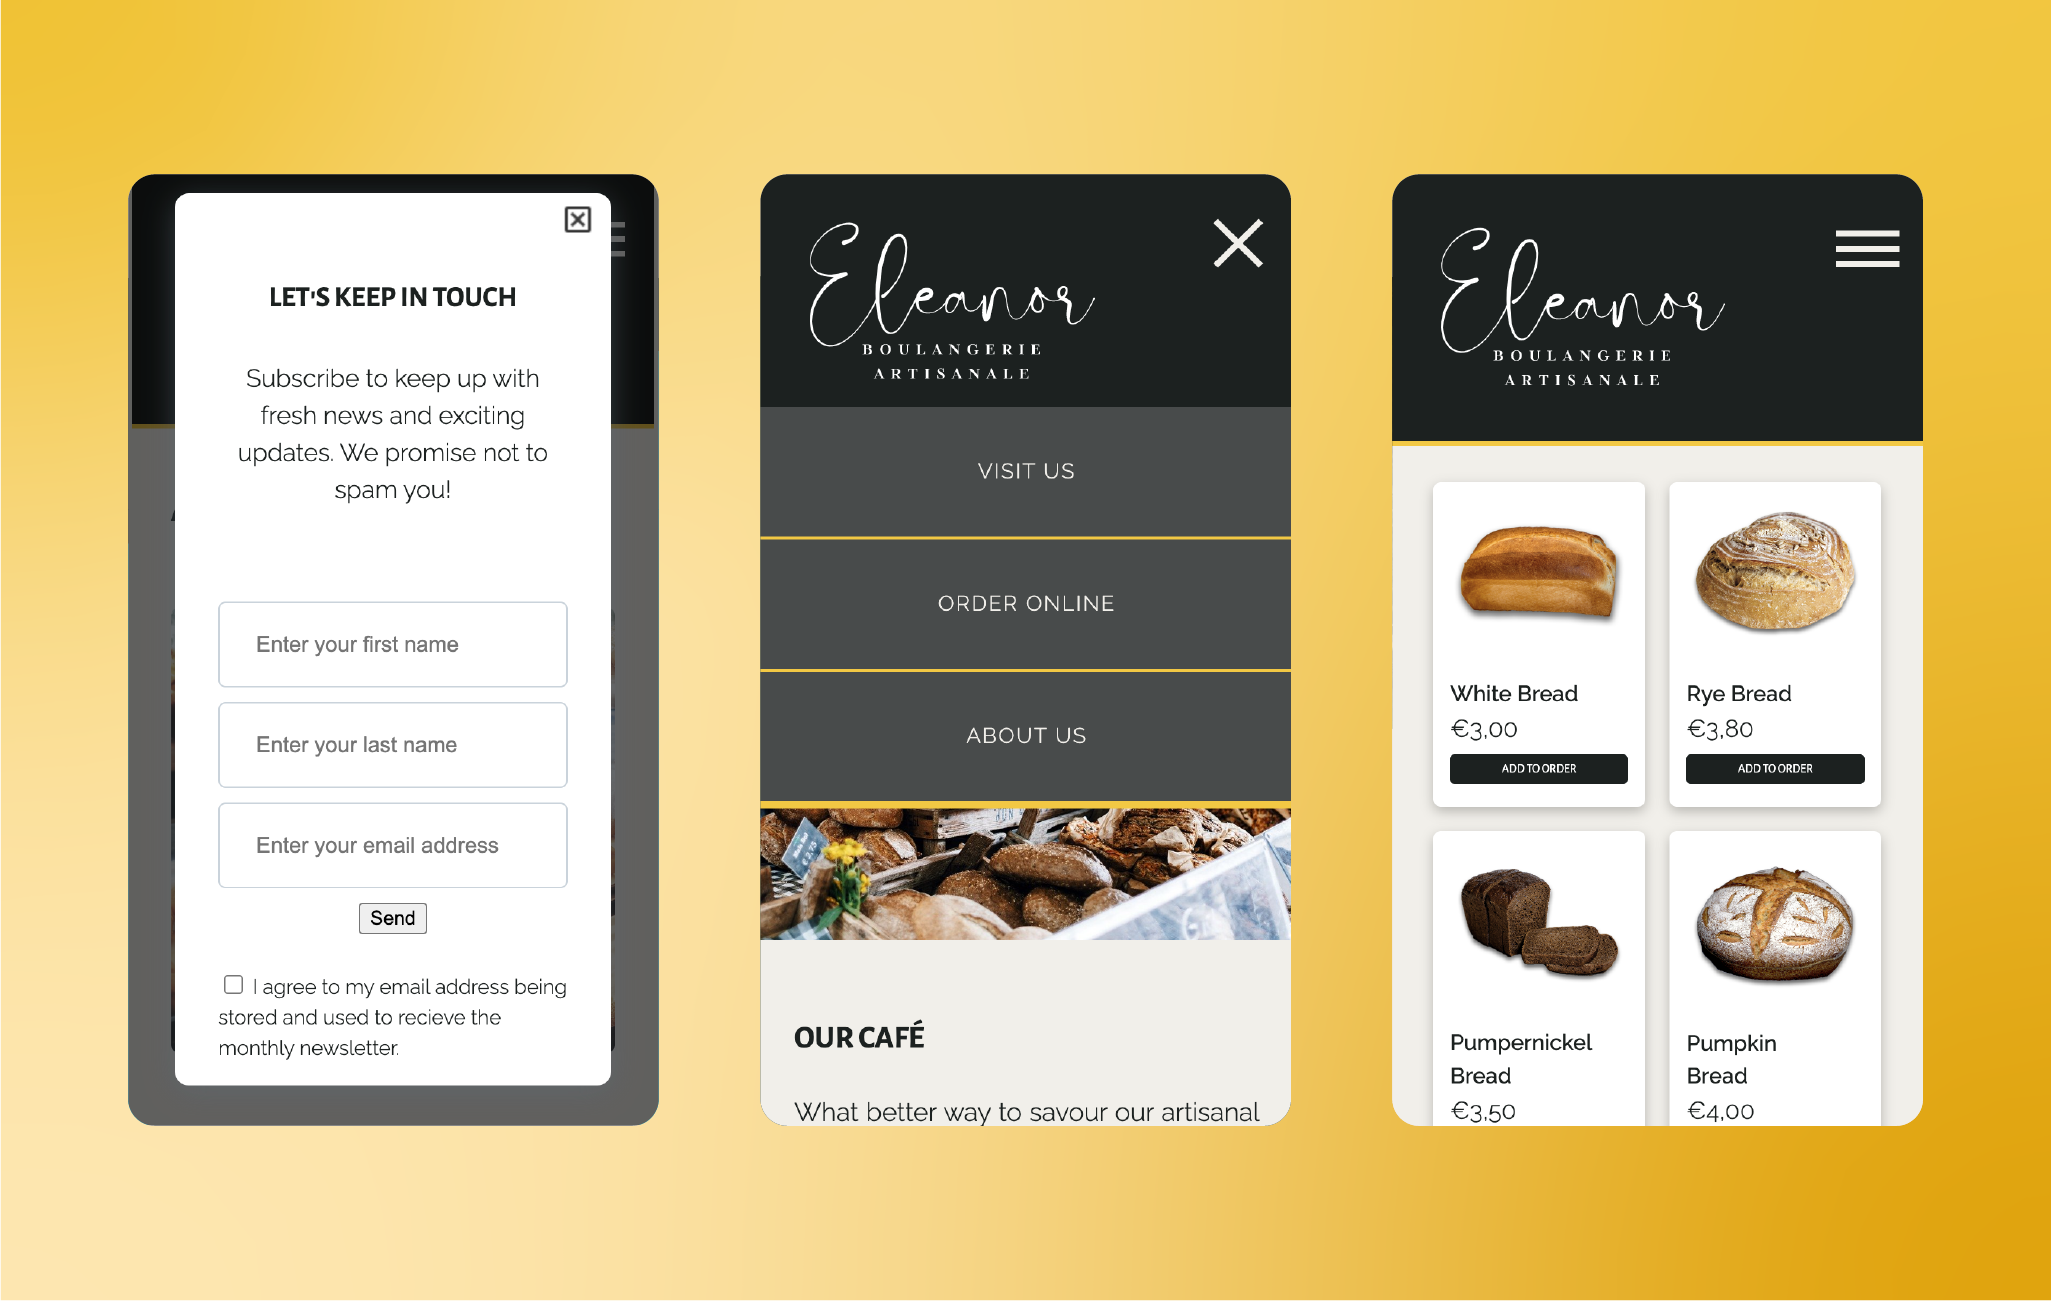 LET'S KEEP IN TOUCH
Subscribe to keep up with
fresh news and exciting
updates. We promise not to
spam you!
Enter your first name
Enter your last name
Enter your email address
Send
I agree to my email address being
stored and used to recieve the
monthly newsletter.
Eleanor
BOULANGERIE
ARTISANALE
VISIT US
ORDER ONLINE
ABOUT US
OUR CAFÉ
What better way to savour our artisanal
Eleanor
BOULANGERIE
ARTISANALE
White Bread
€3,00
ADD TO ORDER
Rye Bread
€3,80
ADD TO ORDER
Pumpernickel
Bread
€3,50
Pumpkin
Bread
€4,00